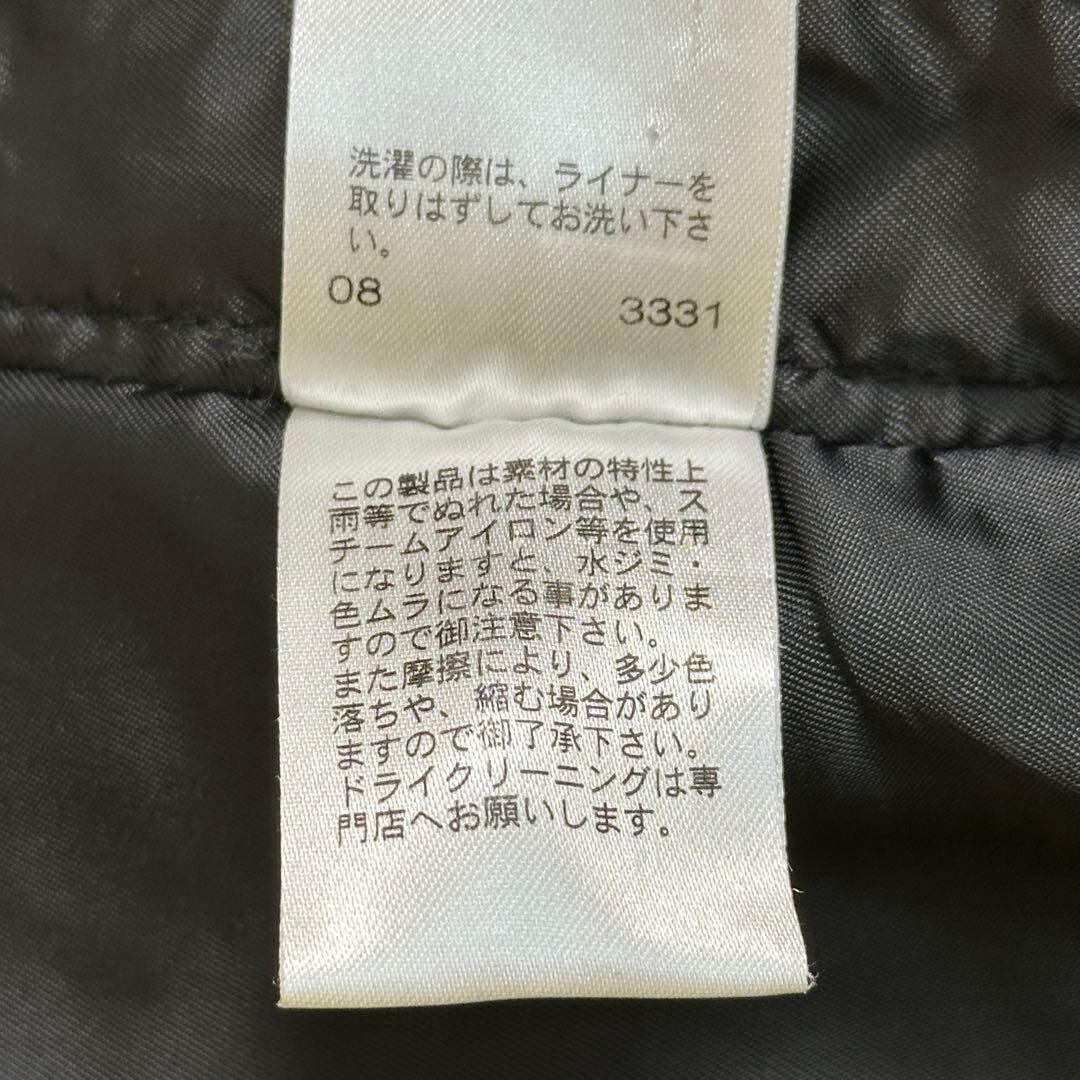 洗濯の際は、ライナーを
取りはずしてお洗い下さ
い。
08 3331
この製品は素材の特性上
雨等でぬれた場合や、ス
チームアイロン等を使用
に一なりますと、水ジミ・
色ムラになる事がありま
すので御注意下さい。
また摩擦により、多少色
落ちや、縮む場合があり
ますので御了承下さい。
ドライクリーニングは専
門店へお願いします。